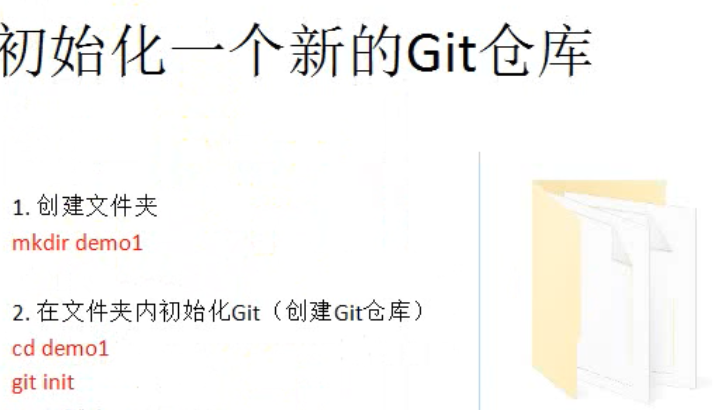 初始化一个新的Git仓库
1. 创建文件夹
mkdir demo1
2. 在文件夹内初始化Git（创建Git仓库）
cd demo1
git init